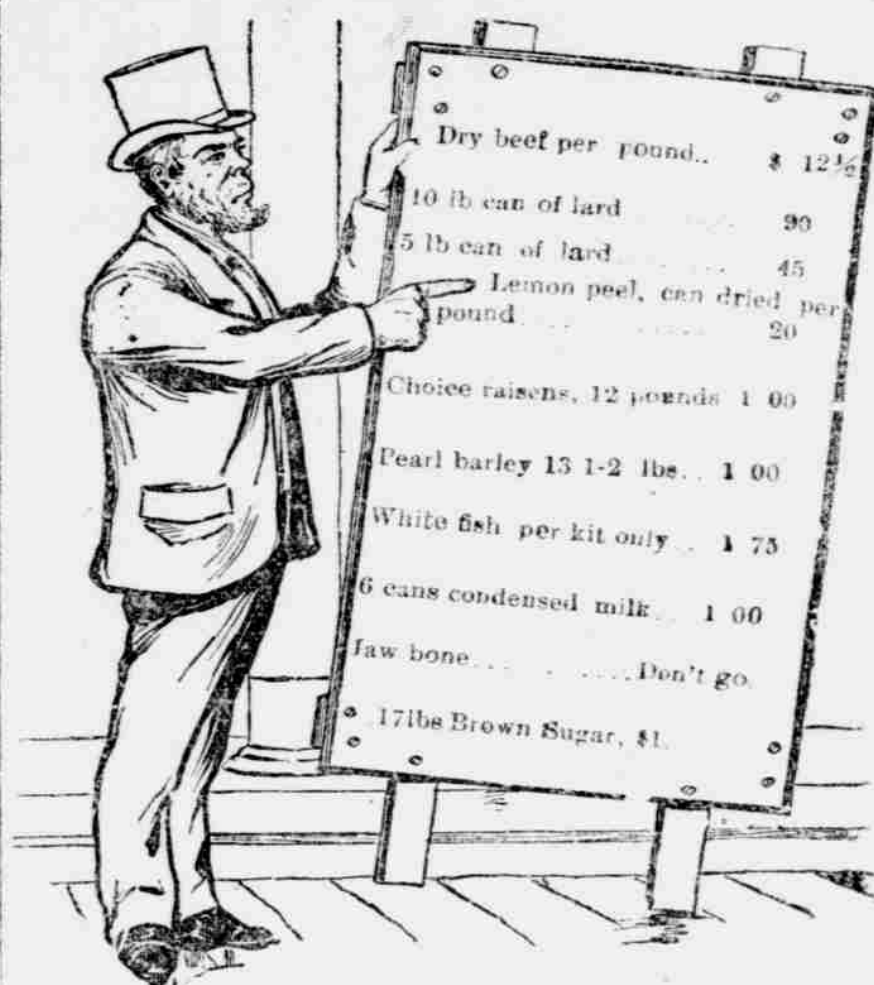 Dry beef per pound.. $ 12½
10 lb can of lard 90
5 lb can of lard 45
Lemon peel, can dried per
pound 20
Choice raisens, 12 pounds 1 00
Pearl barley 13 1-2 lbs.. 1 00
White fish per kit only.. 1 75
6 cans condensed milk.. 1 00
Jaw bone..........Don't go.
17lbs Brown Sugar, $1.